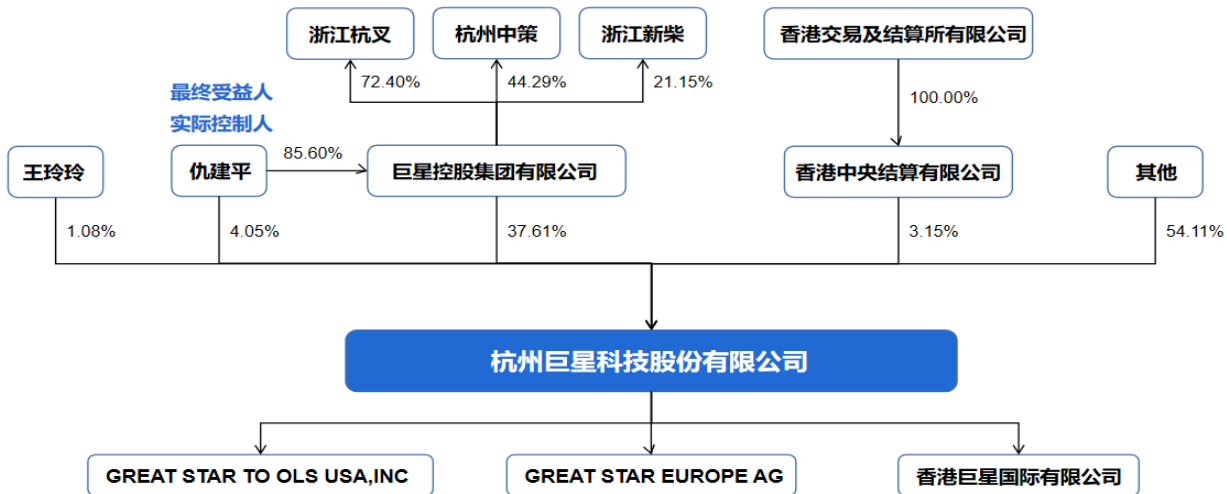 浙江杭叉
杭州中策
浙江新柴
香港交易及结算所有限公司
72.40%
44.29%
21.15%
100.00%
最终受益人
实际控制人
王玲玲
仇建平
85.60%
巨星控股集团有限公司
香港中央结算有限公司
其他
1.08%
4.05%
37.61%
3.15%
54.11%
杭州巨星科技股份有限公司
GREAT STAR TO OLS USA,INC
GREAT STAR EUROPE AG
香港巨星国际有限公司